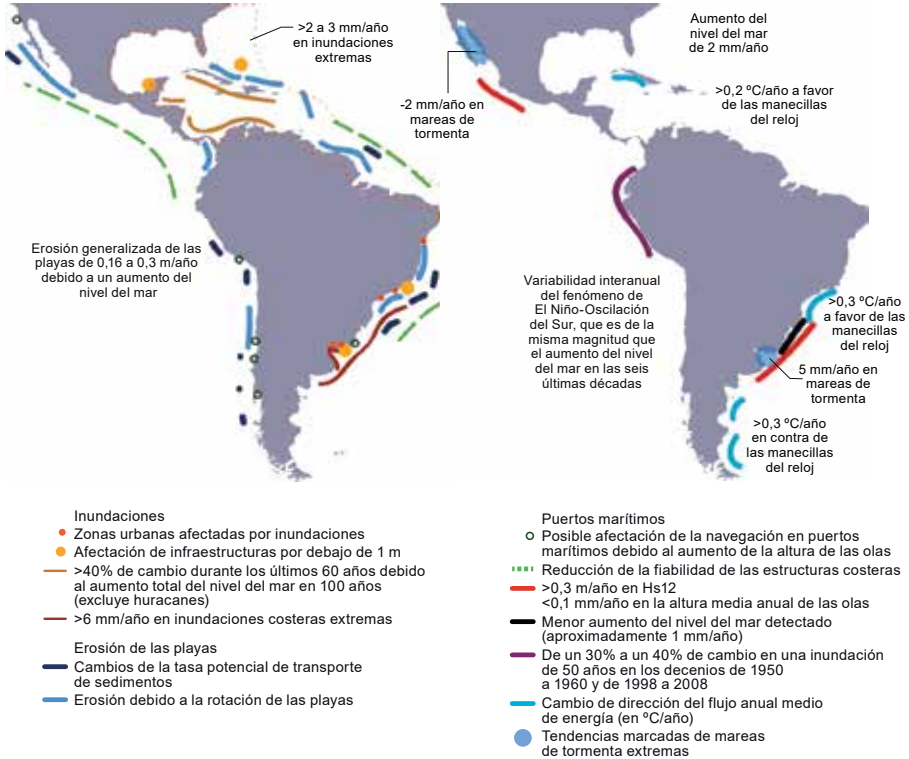 >2 a 3 mm/año
en inundaciones
extremas
Erosión generalizada de las
playas de 0,16 a 0,3 m/año
debido a un aumento del
nivel del mar
Aumento del
nivel del mar
de 2 mm/año
-2 mm/año en
mareas de
tormenta
>0,2 ºC/año a favor
de las manecillas
del reloj
Variabilidad interanual
del fenómeno de
El Niño-Oscilación
del Sur, que es de la
misma magnitud que
el aumento del nivel
del mar en las seis
últimas décadas
>0,3 ºC/año
a favor de las
manecillas
del reloj
5 mm/año en
mareas de
tormenta
>0,3 ºC/año
en contra de
las manecillas
del reloj
Inundaciones
Zonas urbanas afectadas por inundaciones
Afectación de infraestructuras por debajo de 1 m
>40% de cambio durante los últimos 60 años debido
al aumento total del nivel del mar en 100 años
(excluye huracanes)
>6 mm/año en inundaciones costeras extremas
Erosión de las playas
Cambios de la tasa potencial de transporte
de sedimentos
Erosión debido a la rotación de las playas
Puertos marítimos
Posible afectación de la navegación en puertos
marítimos debido al aumento de la altura de las olas
Reducción de la fiabilidad de las estructuras costeras
>0,3 m/año en Hs12
<0,1 mm/año en la altura media anual de las olas
Menor aumento del nivel del mar detectado
(aproximadamente 1 mm/año)
De un 30% a un 40% de cambio en una inundación
de 50 años en los decenios de 1950
a 1960 y de 1998 a 2008
Cambio de dirección del flujo anual medio
de energía (en ºC/año)
Tendencias marcadas de mareas
de tormenta extremas